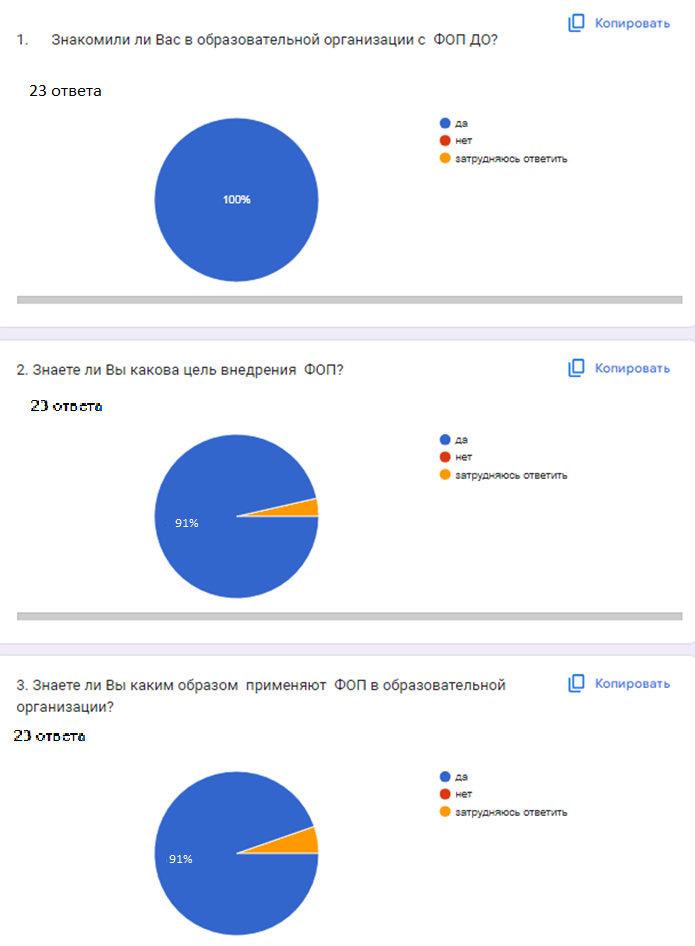 Копировать
1. Знакомили ли Вас в образовательной организации с ФОП ДО?
23 ответа
да
нет
затрудняюсь ответить
100%
Копировать
2. Знаете ли Вы какова цель внедрения ФОП?
23 ответа
да
нет
затрудняюсь ответить
91%
Копировать
3. Знаете ли Вы каким образом применяют ФОП в образовательной
организации?
23 ответа
да
нет
затрудняюсь ответить
91%